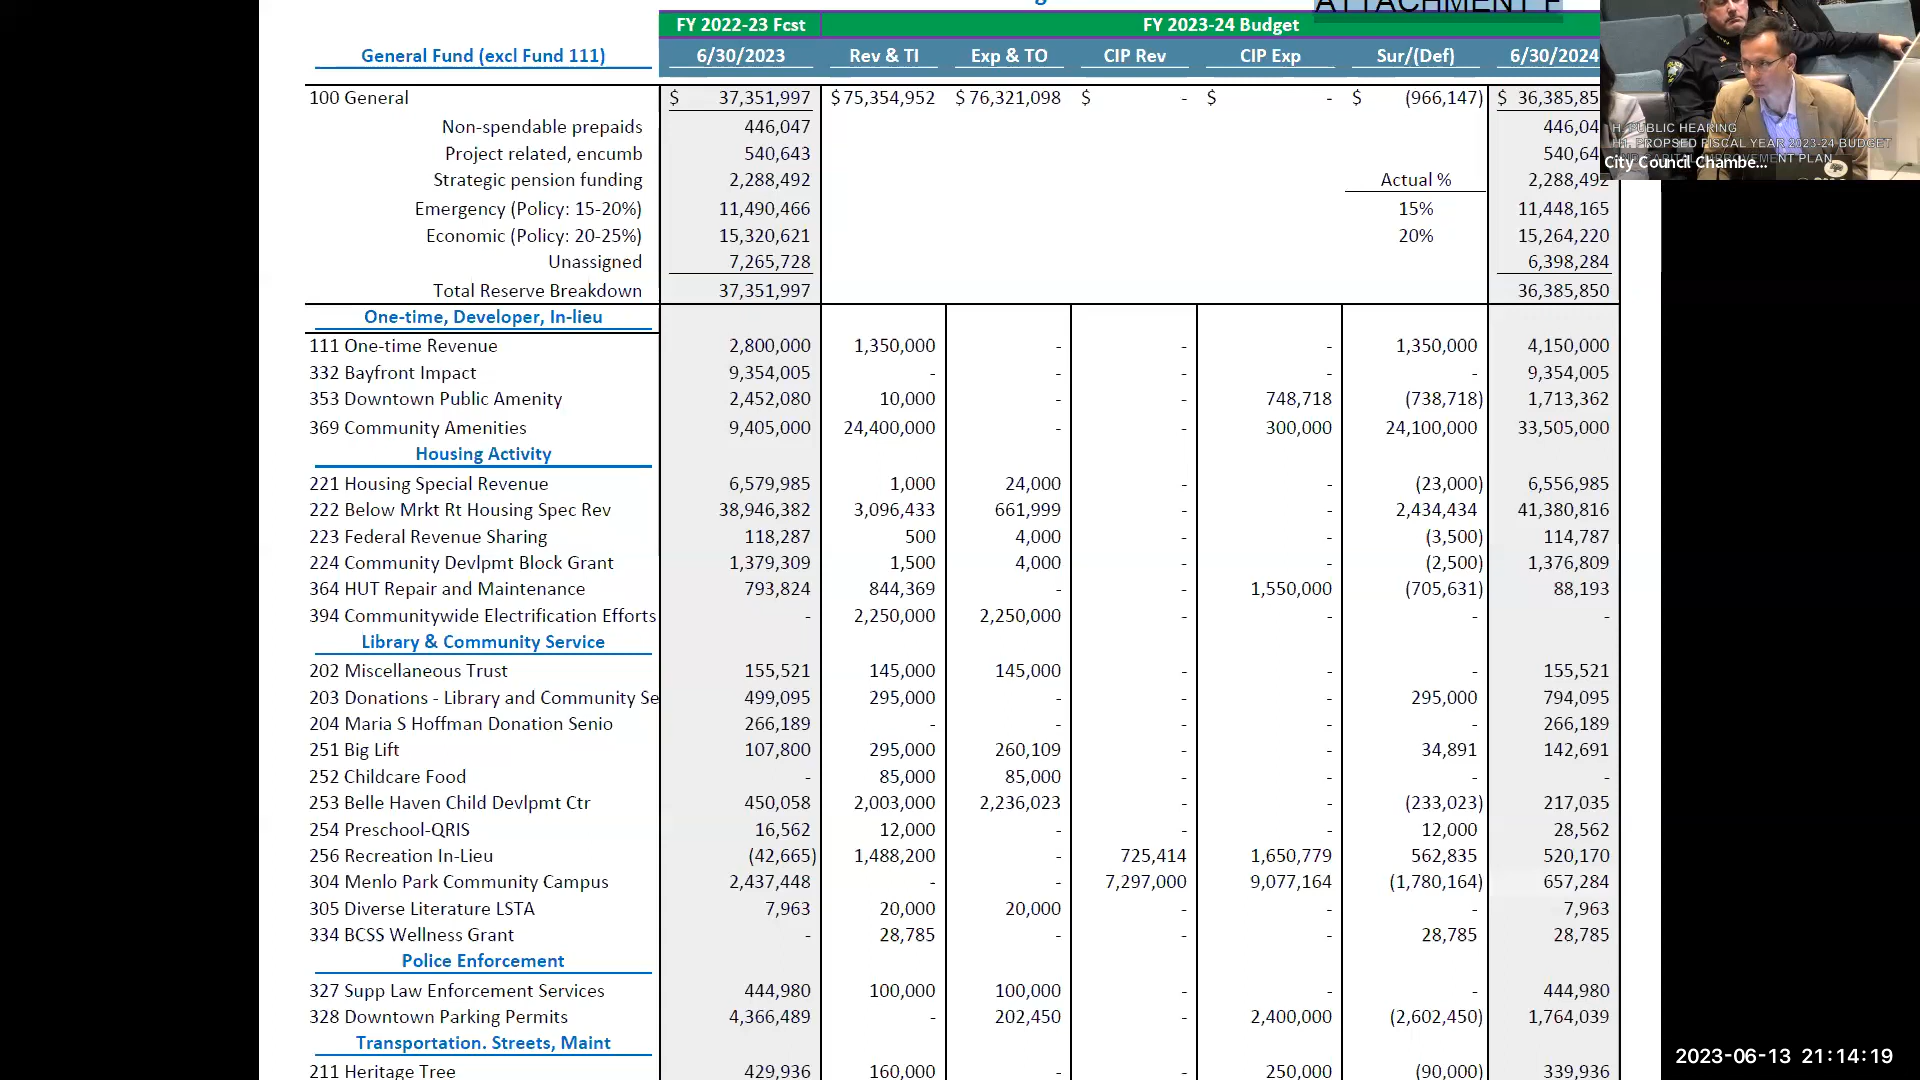 ATTACHMENT F
FY 2022-23 Fcst FY 2023-24 Budget
General Fund (excl Fund 111) 6/30/2023 Rev & TI Exp & TO CIP Rev CIP Exp Sur/(Def) 6/30/2024
100 General $ 37,351,997 $ 75,354,952 $ 76,321,098 $ - $ - $ (966,147) $ 36,385,85
Non-spendable prepaids 446,047 446,04
Project related, encumb 540,643 540,64
Strategic pension funding 2,288,492 Actual % 2,288,492
Emergency (Policy: 15-20%) 11,490,466 15% 11,448,165
Economic (Policy: 20-25%) 15,320,621 20% 15,264,220
Unassigned 7,265,728 6,398,284
Total Reserve Breakdown 37,351,997 36,385,850
One-time, Developer, In-lieu
111 One-time Revenue 2,800,000 1,350,000 - - - 1,350,000 4,150,000
332 Bayfront Impact 9,354,005 - - - - - 9,354,005
353 Downtown Public Amenity 2,452,080 10,000 - - 748,718 (738,718) 1,713,362
369 Community Amenities 9,405,000 24,400,000 - - 300,000 24,100,000 33,505,000
Housing Activity
221 Housing Special Revenue 6,579,985 1,000 24,000 - - (23,000) 6,556,985
222 Below Mrkt Rt Housing Spec Rev 38,946,382 3,096,433 661,999 - - 2,434,434 41,380,816
223 Federal Revenue Sharing 118,287 500 4,000 - - (3,500) 114,787
224 Community Devlpmt Block Grant 1,379,309 1,500 4,000 - - (2,500) 1,376,809
364 HUT Repair and Maintenance 793,824 844,369 - - 1,550,000 (705,631) 88,193
394 Communitywide Electrification Efforts - 2,250,000 2,250,000 - - - -
Library & Community Service
202 Miscellaneous Trust 155,521 145,000 145,000 - - - 155,521
203 Donations - Library and Community Se 499,095 295,000 - - - 295,000 794,095
204 Maria S Hoffman Donation Senio 266,189 - - - - - 266,189
251 Big Lift 107,800 295,000 260,109 - - 34,891 142,691
252 Childcare Food - 85,000 85,000 - - - -
253 Belle Haven Child Devlpmt Ctr 450,058 2,003,000 2,236,023 - - (233,023) 217,035
254 Preschool-QRIS 16,562 12,000 - - - 12,000 28,562
256 Recreation In-Lieu (42,665) 1,488,200 - 725,414 1,650,779 562,835 520,170
304 Menlo Park Community Campus 2,437,448 - - 7,297,000 9,077,164 (1,780,164) 657,284
305 Diverse Literature LSTA 7,963 20,000 20,000 - - - 7,963
334 BCSS Wellness Grant - 28,785 - - - 28,785 28,785
Police Enforcement
327 Supp Law Enforcement Services 444,980 100,000 100,000 - - - 444,980
328 Downtown Parking Permits 4,366,489 - 202,450 - 2,400,000 (2,602,450) 1,764,039
Transportation. Streets, Maint
211 Heritage Tree 429,936 160,000 - - 250,000 (90,000) 339,936
H. PUBLIC HEARING
H1. PROPSED FISCAL YEAR 2023-24 BUDGET
CAPITAL IMPROVEMENT PLAN
City Council Chambe...
2023-06-13 21:14:19